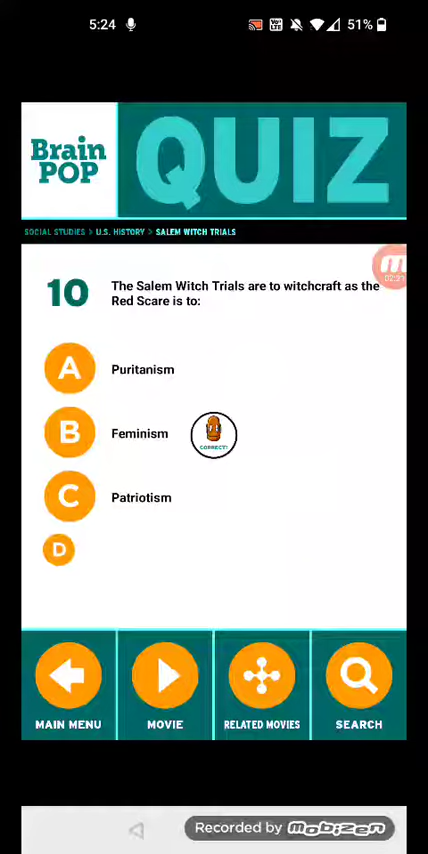 5:24
51%
Brain
POP
QUIZ
SOCIAL STUDIES > U.S. HISTORY > SALEM WITCH TRIALS
10
The Salem Witch Trials are to witchcraft as the
Red Scare is to:
02:31
A
Puritanism
B
Feminism
CORRECT!
C
Patriotism
D
MAIN MENU
MOVIE
RELATED MOVIES
SEARCH
Recorded by mobizen